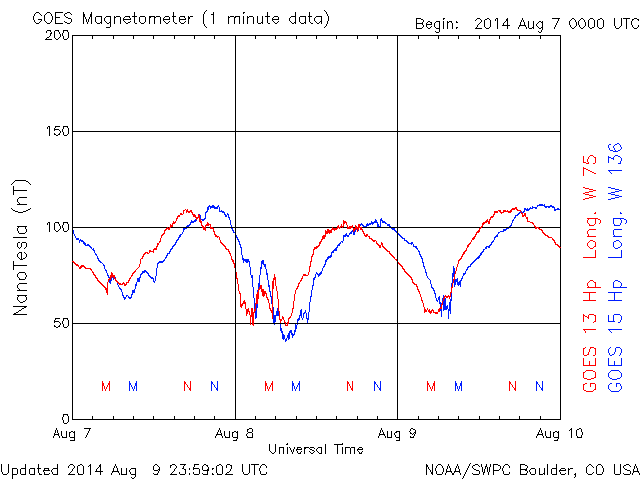 GOES Magnetometer (1 minute data)
Begin: 2014 Aug 7 0000 UTC
200
150
100
50
0
NanoTesla (nT)
M M N N M M N N M M N N
Aug 7 Aug 8 Aug 9 Aug 10
Universal Time
GOES 13 Hp Long. W 75
GOES 15 Hp Long. W 136
Updated 2014 Aug 9 23:59:02 UTC
NOAA/SWPC Boulder, CO USA